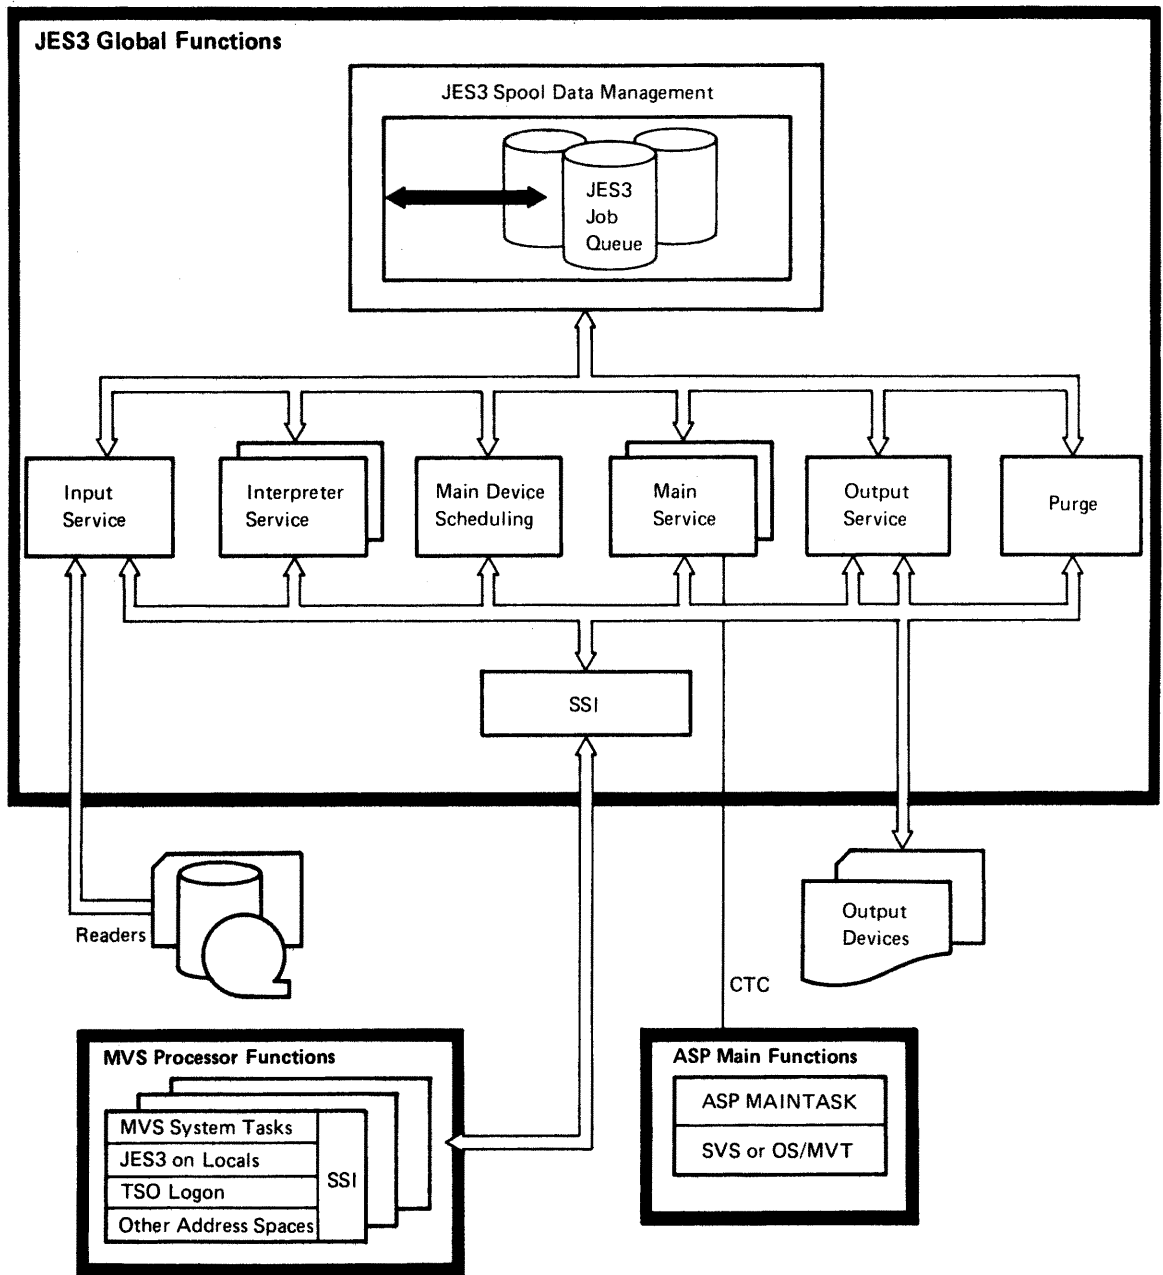 JES3 Global Functions
JES3 Spool Data Management
JES3
Job
Queue
Input
Service
Interpreter
Service
Main Device
Scheduling
Main
Service
Output
Service
Purge
SSI
Readers
Output
Devices
CTC
MVS Processor Functions
MVS System Tasks
JES3 on Locals
TSO Logon
Other Address Spaces
SSI
ASP Main Functions
ASP MAINTASK
SVS or OS/MVT